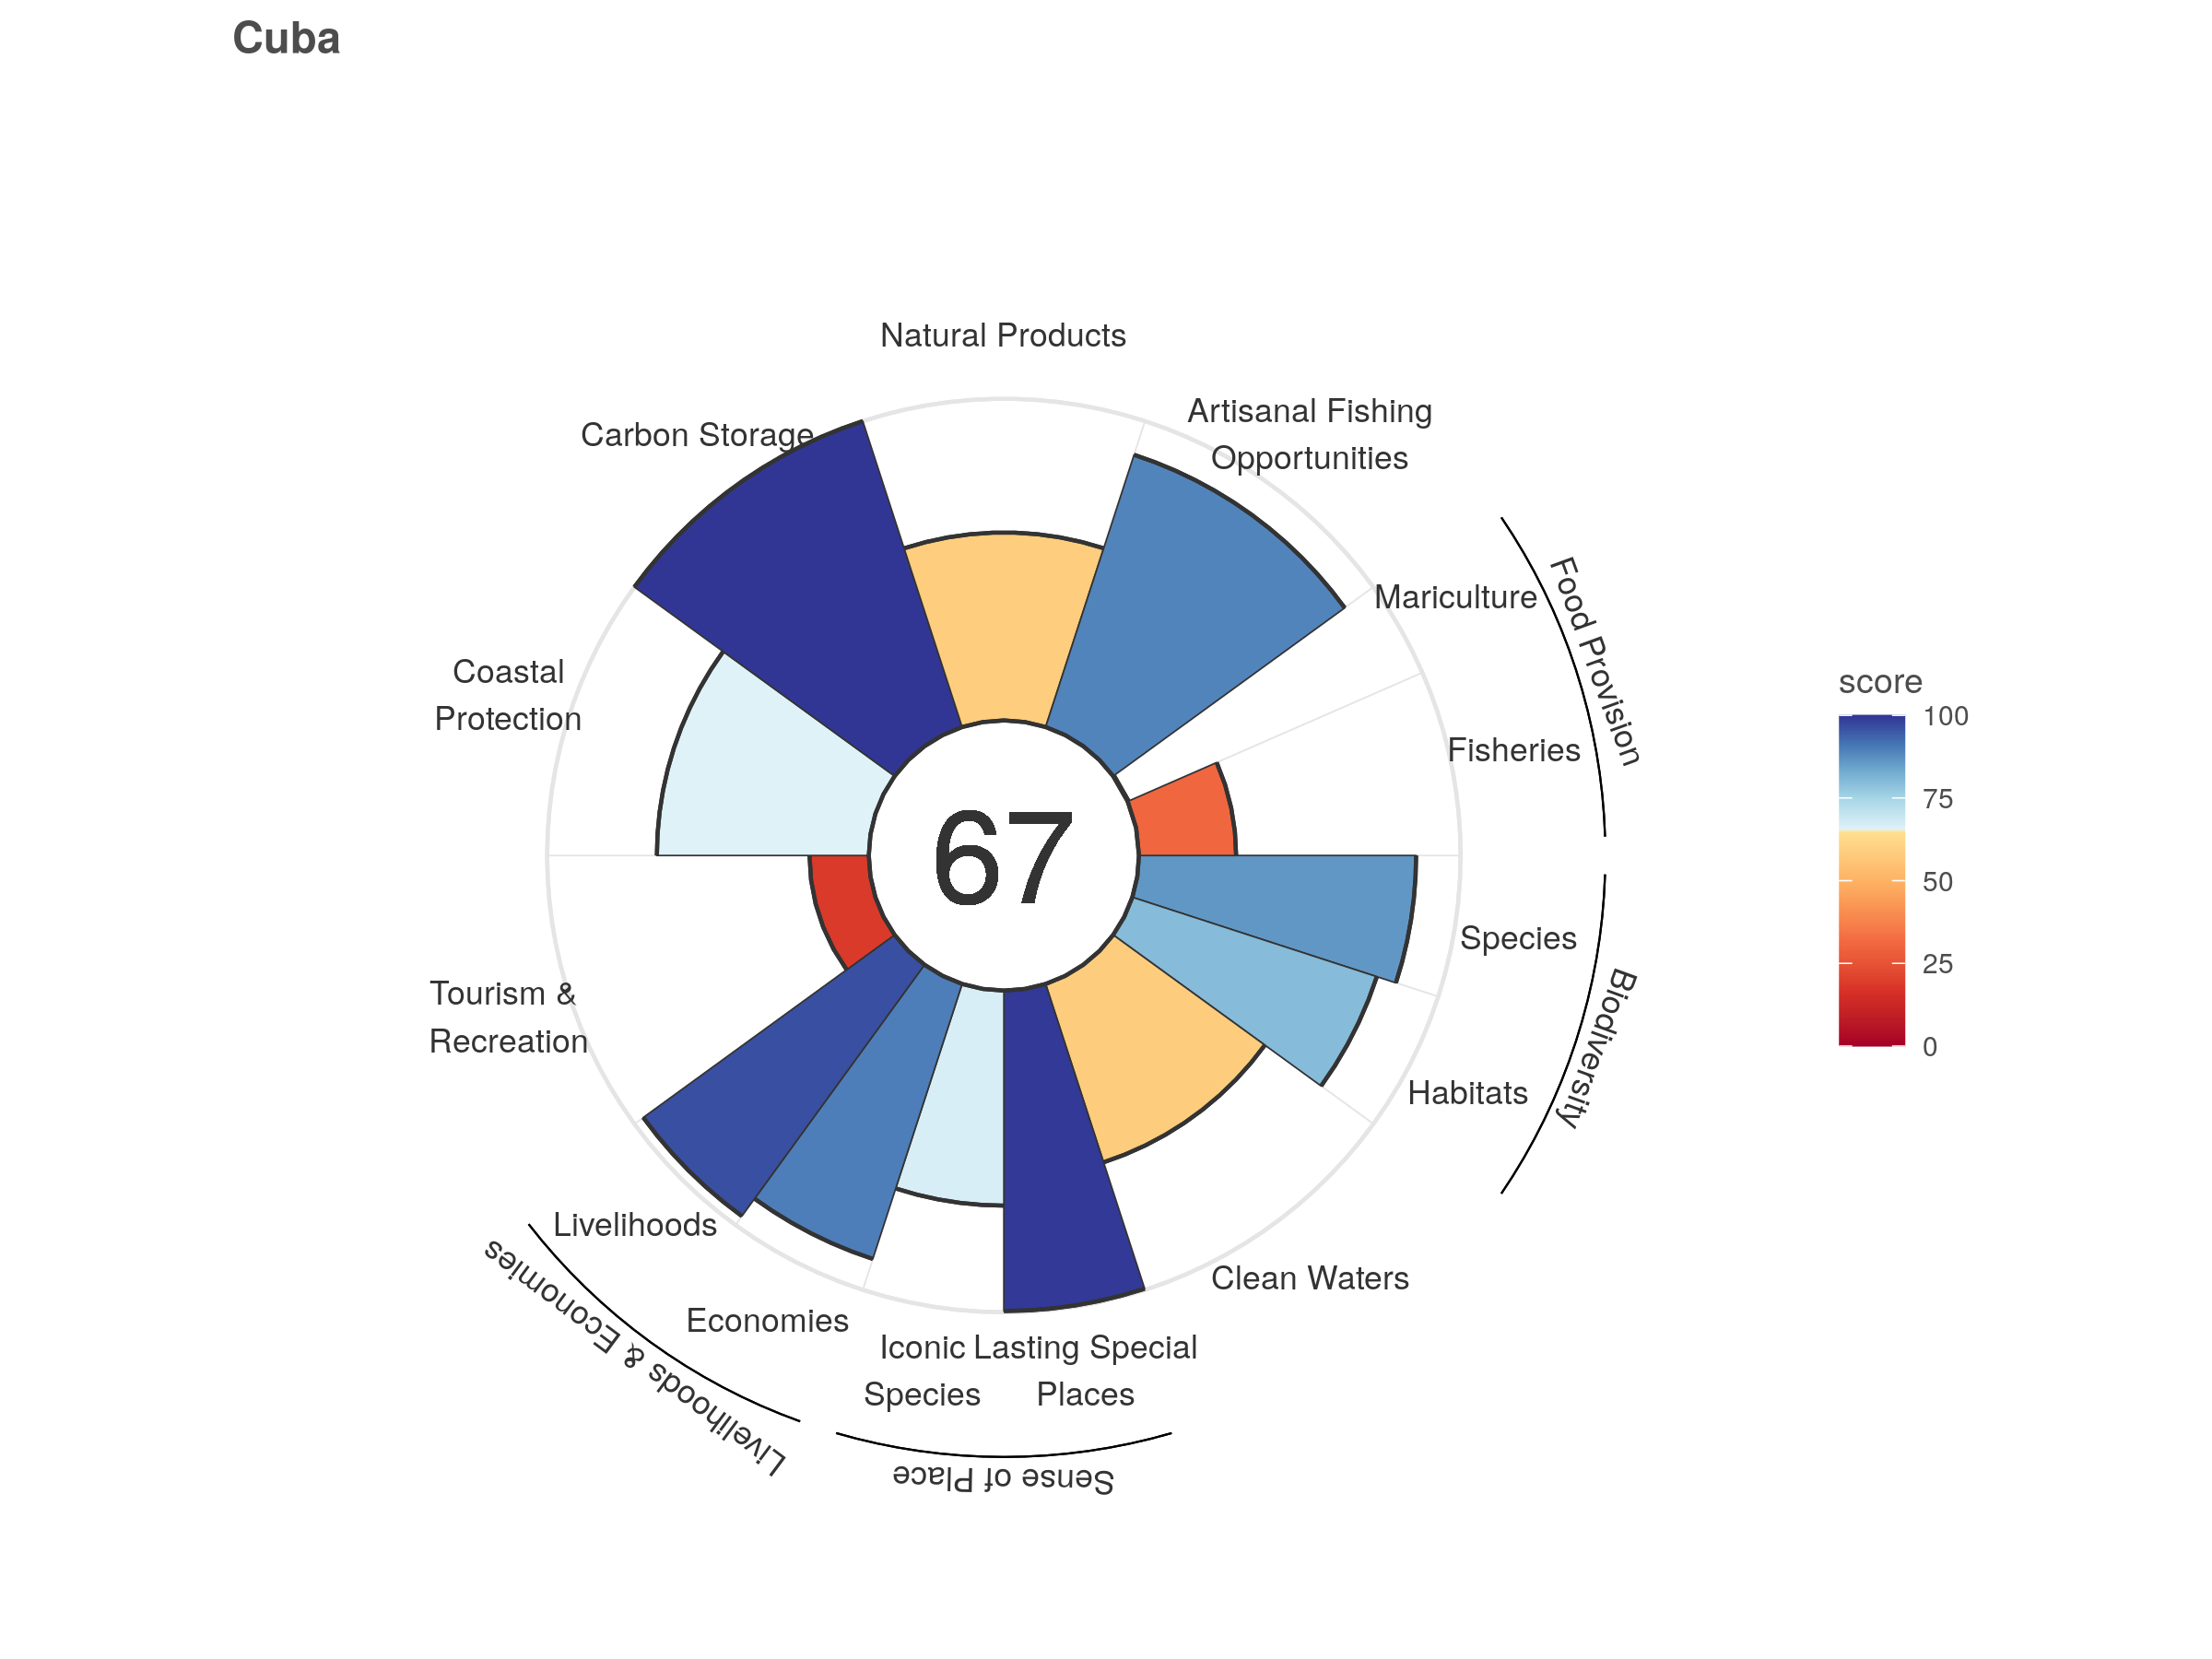 Cuba
Natural Products
Artisanal Fishing
Opportunities
Carbon Storage
Mariculture
Food Provision
Coastal
Protection
Fisheries
score
100
75
50
25
0
67
Species
Biodiversity
Tourism &
Recreation
Habitats
Livelihoods
Clean Waters
Economies
Livelihoods & Economies
Iconic
Species
Lasting Special
Places
Sense of Place